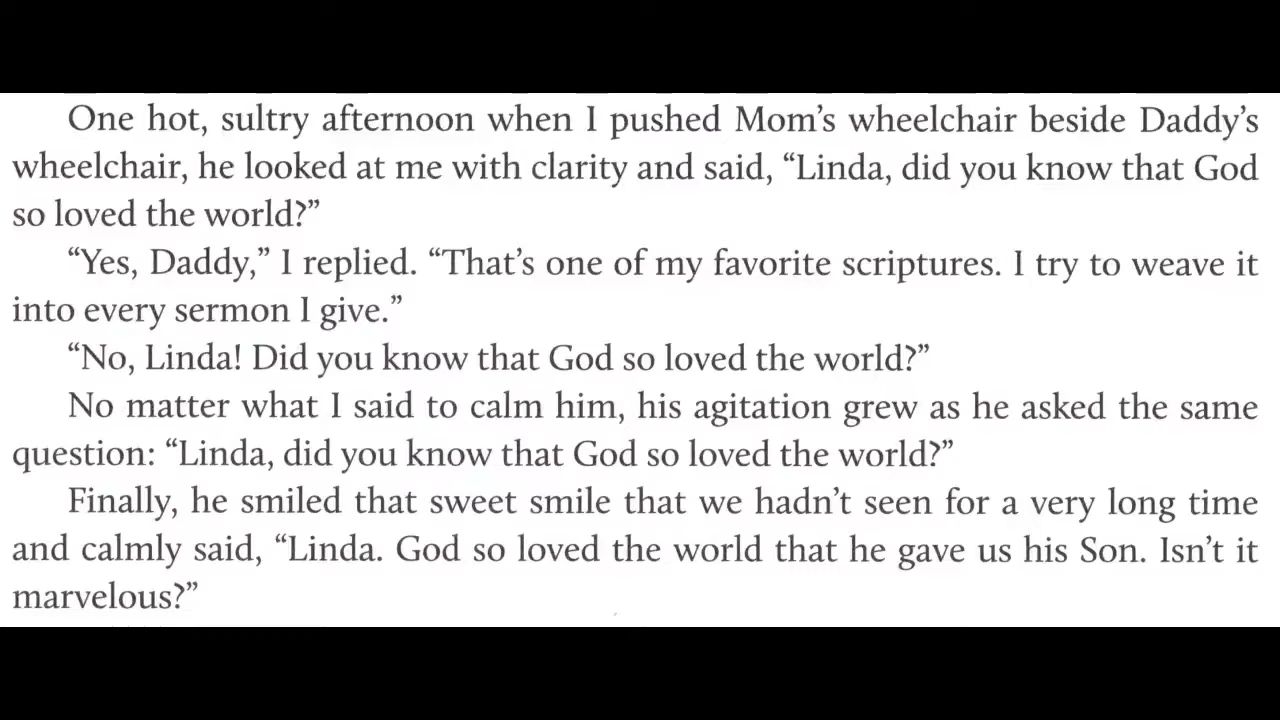 One hot, sultry afternoon when I pushed Mom’s wheelchair beside Daddy’s
wheelchair, he looked at me with clarity and said, “Linda, did you know that God
so loved the world?”
“Yes, Daddy,” I replied. “That’s one of my favorite scriptures. I try to weave it
into every sermon I give.”
“No, Linda! Did you know that God so loved the world?”
No matter what I said to calm him, his agitation grew as he asked the same
question: “Linda, did you know that God so loved the world?”
Finally, he smiled that sweet smile that we hadn’t seen for a very long time
and calmly said, “Linda. God so loved the world that he gave us his Son. Isn’t it
marvelous?”